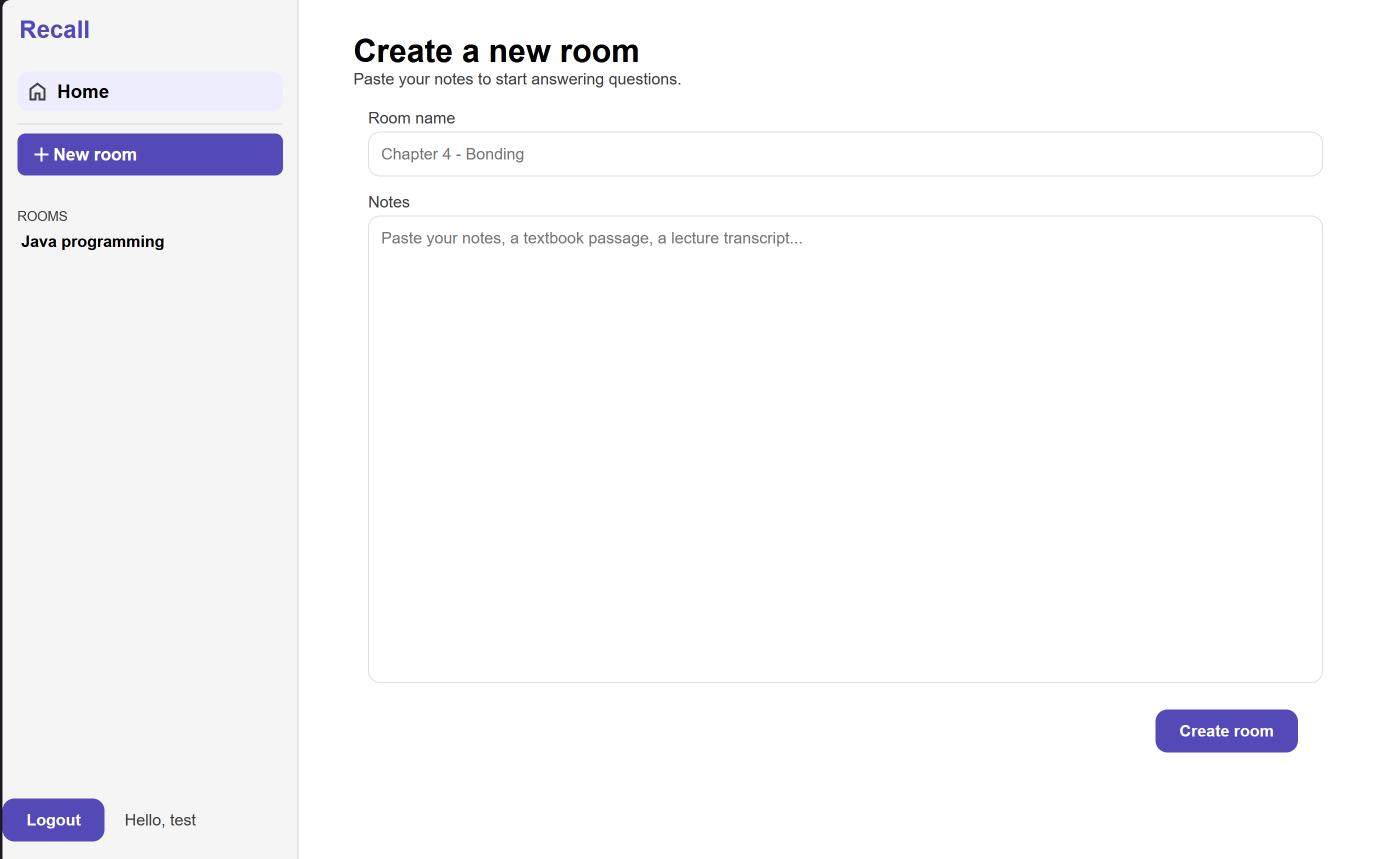 Recall
Home
+ New room
ROOMS
Java programming
Logout
Hello, test
Create a new room
Paste your notes to start answering questions.
Room name
Chapter 4 - Bonding
Notes
Paste your notes, a textbook passage, a lecture transcript...
Create room